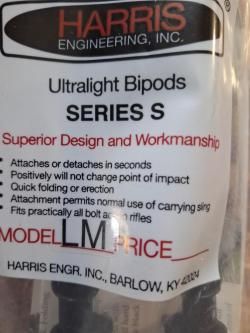 HARRIS
ENGINEERING, INC.
Ultralight Bipods
SERIES S
Superior Design and Workmanship
• Attaches or detaches in seconds
• Positively will not change point of impact
• Quick folding or erection
• Attachment permits normal use of carrying sling
• Fits practically all bolt action rifles
MODEL LM PRICE
HARRIS ENGR. INC., BARLOW, KY 42024